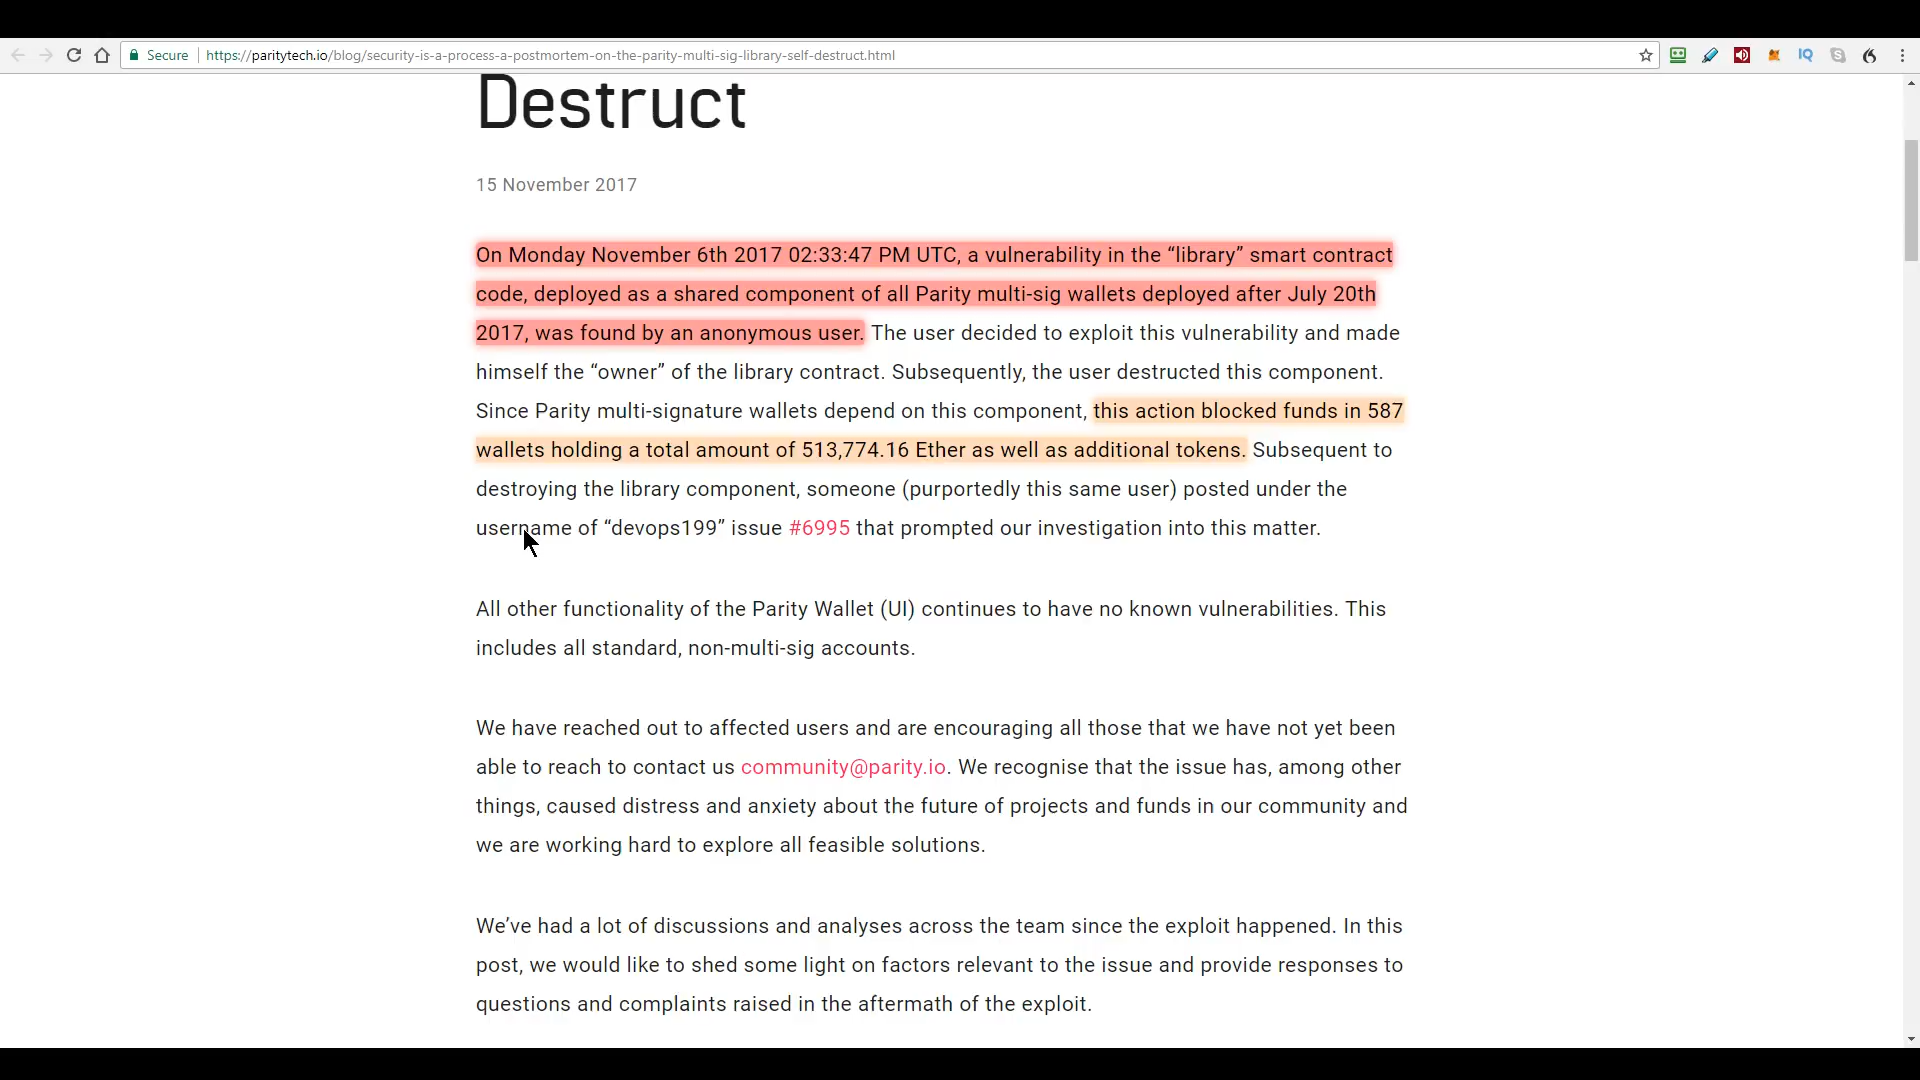 Secure https://paritytech.io/blog/security-is-a-process-a-postmortem-on-the-parity-multi-sig-library-self-destruct.html
IQ
Destruct
15 November 2017
On Monday November 6th 2017 02:33:47 PM UTC, a vulnerability in the “library” smart contract
code, deployed as a shared component of all Parity multi-sig wallets deployed after July 20th
2017, was found by an anonymous user. The user decided to exploit this vulnerability and made
himself the “owner” of the library contract. Subsequently, the user destructed this component.
Since Parity multi-signature wallets depend on this component, this action blocked funds in 587
wallets holding a total amount of 513,774.16 Ether as well as additional tokens. Subsequent to
destroying the library component, someone (purportedly this same user) posted under the
username of “devops199” issue #6995 that prompted our investigation into this matter.
All other functionality of the Parity Wallet (UI) continues to have no known vulnerabilities. This
includes all standard, non-multi-sig accounts.
We have reached out to affected users and are encouraging all those that we have not yet been
able to reach to contact us community@parity.io. We recognise that the issue has, among other
things, caused distress and anxiety about the future of projects and funds in our community and
we are working hard to explore all feasible solutions.
We’ve had a lot of discussions and analyses across the team since the exploit happened. In this
post, we would like to shed some light on factors relevant to the issue and provide responses to
questions and complaints raised in the aftermath of the exploit.